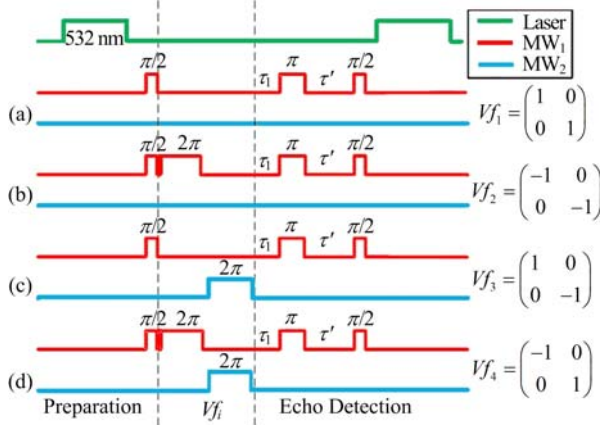 532 nm
Laser
MW₁
MW₂
π/2 τ₁ π τ′ π/2
(a)
Vf₁ = (1 0
0 1)
π/2 2π τ₁ π τ′ π/2
(b)
Vf₂ = (−1 0
0 −1)
π/2 τ₁ π τ′ π/2
2π
(c)
Vf₃ = (1 0
0 −1)
π/2 2π τ₁ π τ′ π/2
2π
(d)
Vf₄ = (−1 0
0 1)
Preparation Vfᵢ Echo Detection